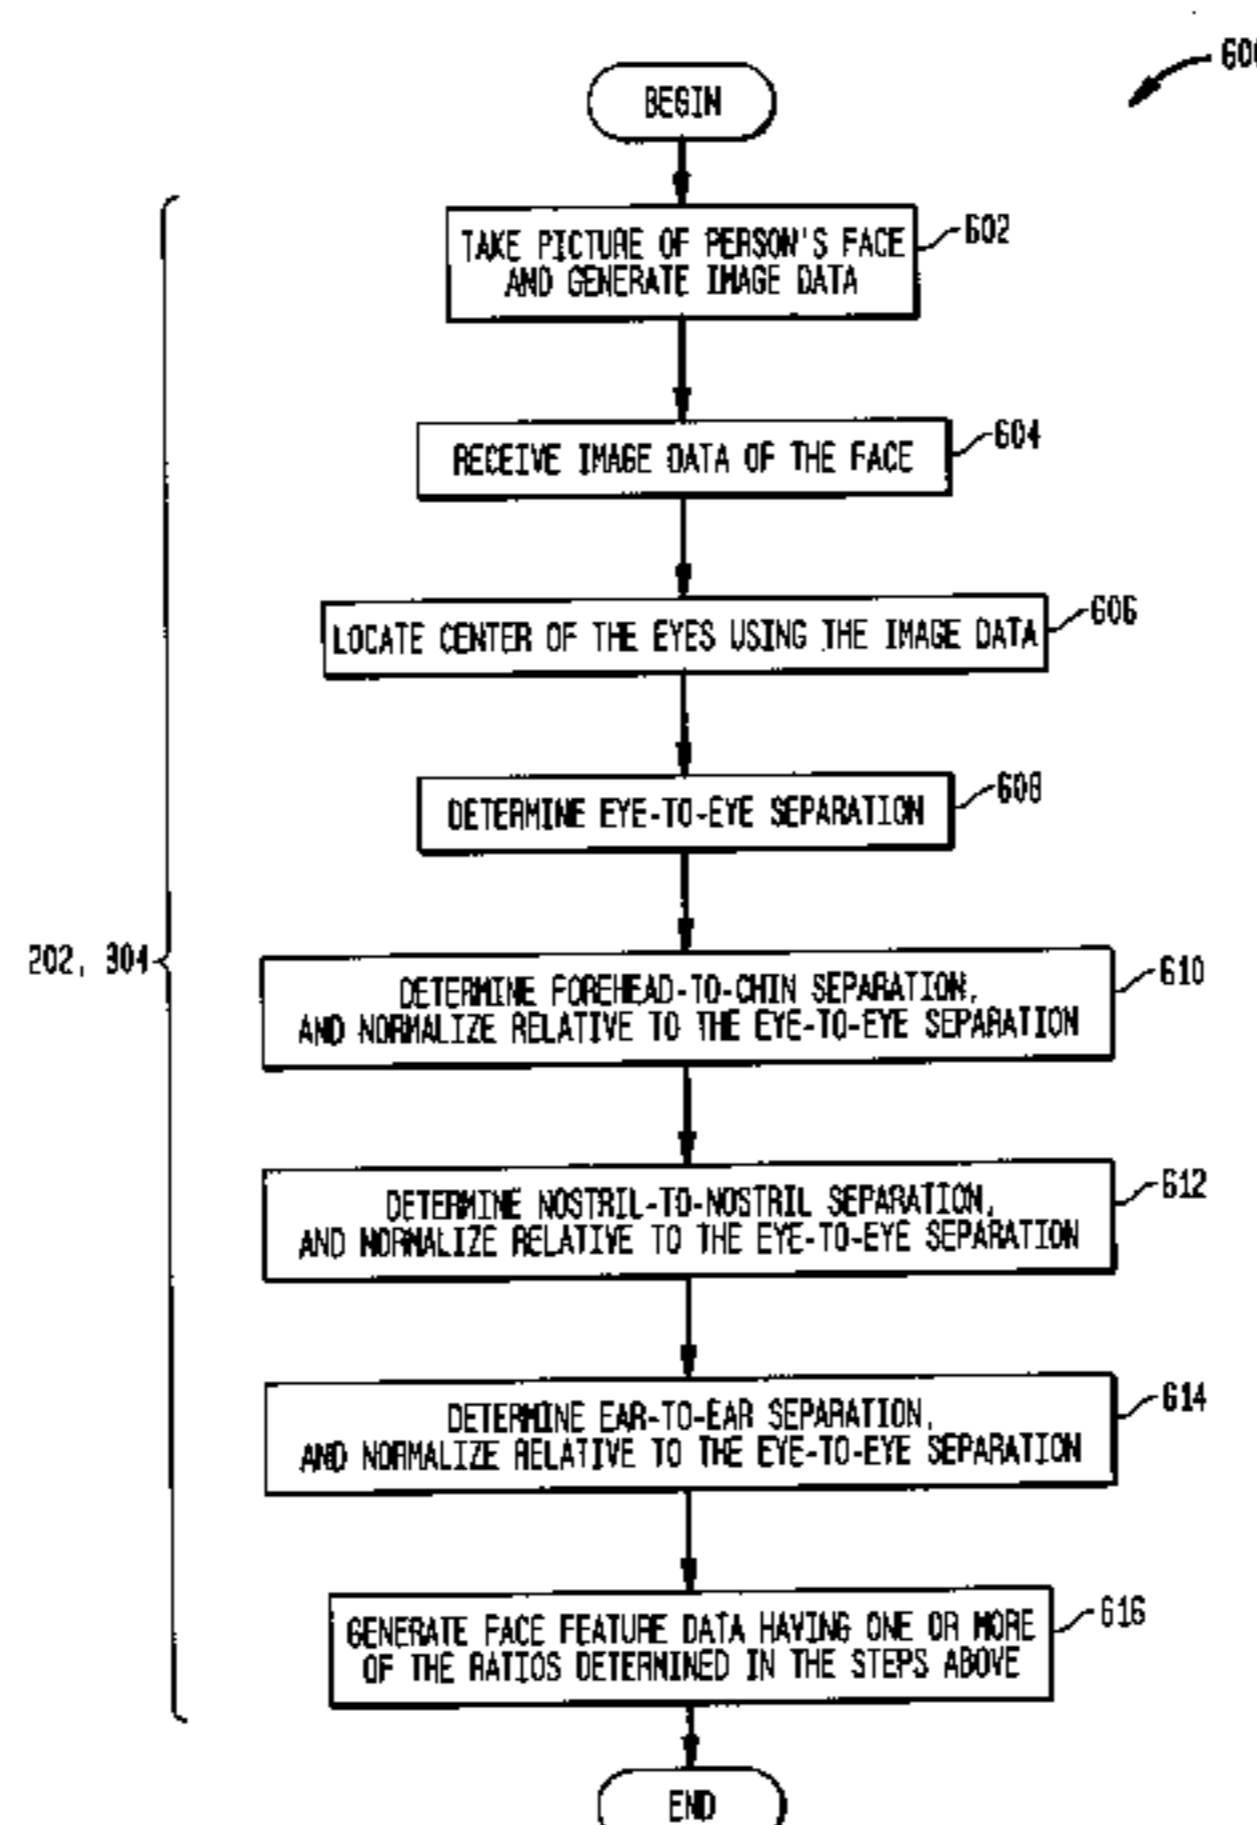 600
BEGIN
TAKE PICTURE OF PERSON'S FACE
AND GENERATE IMAGE DATA
602
RECEIVE IMAGE DATA OF THE FACE
604
LOCATE CENTER OF THE EYES USING THE IMAGE DATA
606
DETERMINE EYE-TO-EYE SEPARATION
608
202, 304
DETERMINE FOREHEAD-TO-CHIN SEPARATION,
AND NORMALIZE RELATIVE TO THE EYE-TO-EYE SEPARATION
610
DETERMINE NOSTRIL-TO-NOSTRIL SEPARATION,
AND NORMALIZE RELATIVE TO THE EYE-TO-EYE SEPARATION
612
DETERMINE EAR-TO-EAR SEPARATION,
AND NORMALIZE RELATIVE TO THE EYE-TO-EYE SEPARATION
614
GENERATE FACE FEATURE DATA HAVING ONE OR MORE
OF THE RATIOS DETERMINED IN THE STEPS ABOVE
616
END